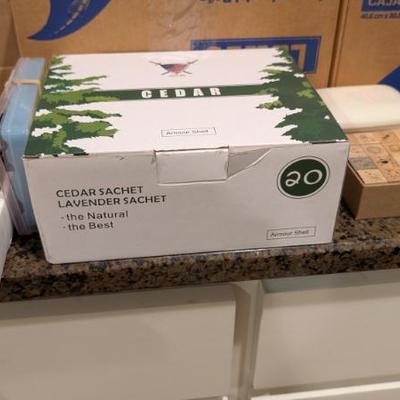 CEDAR
Armour Shell
CEDAR SACHET
LAVENDER SACHET
- the Natural
- the Best
20
Armour Shell